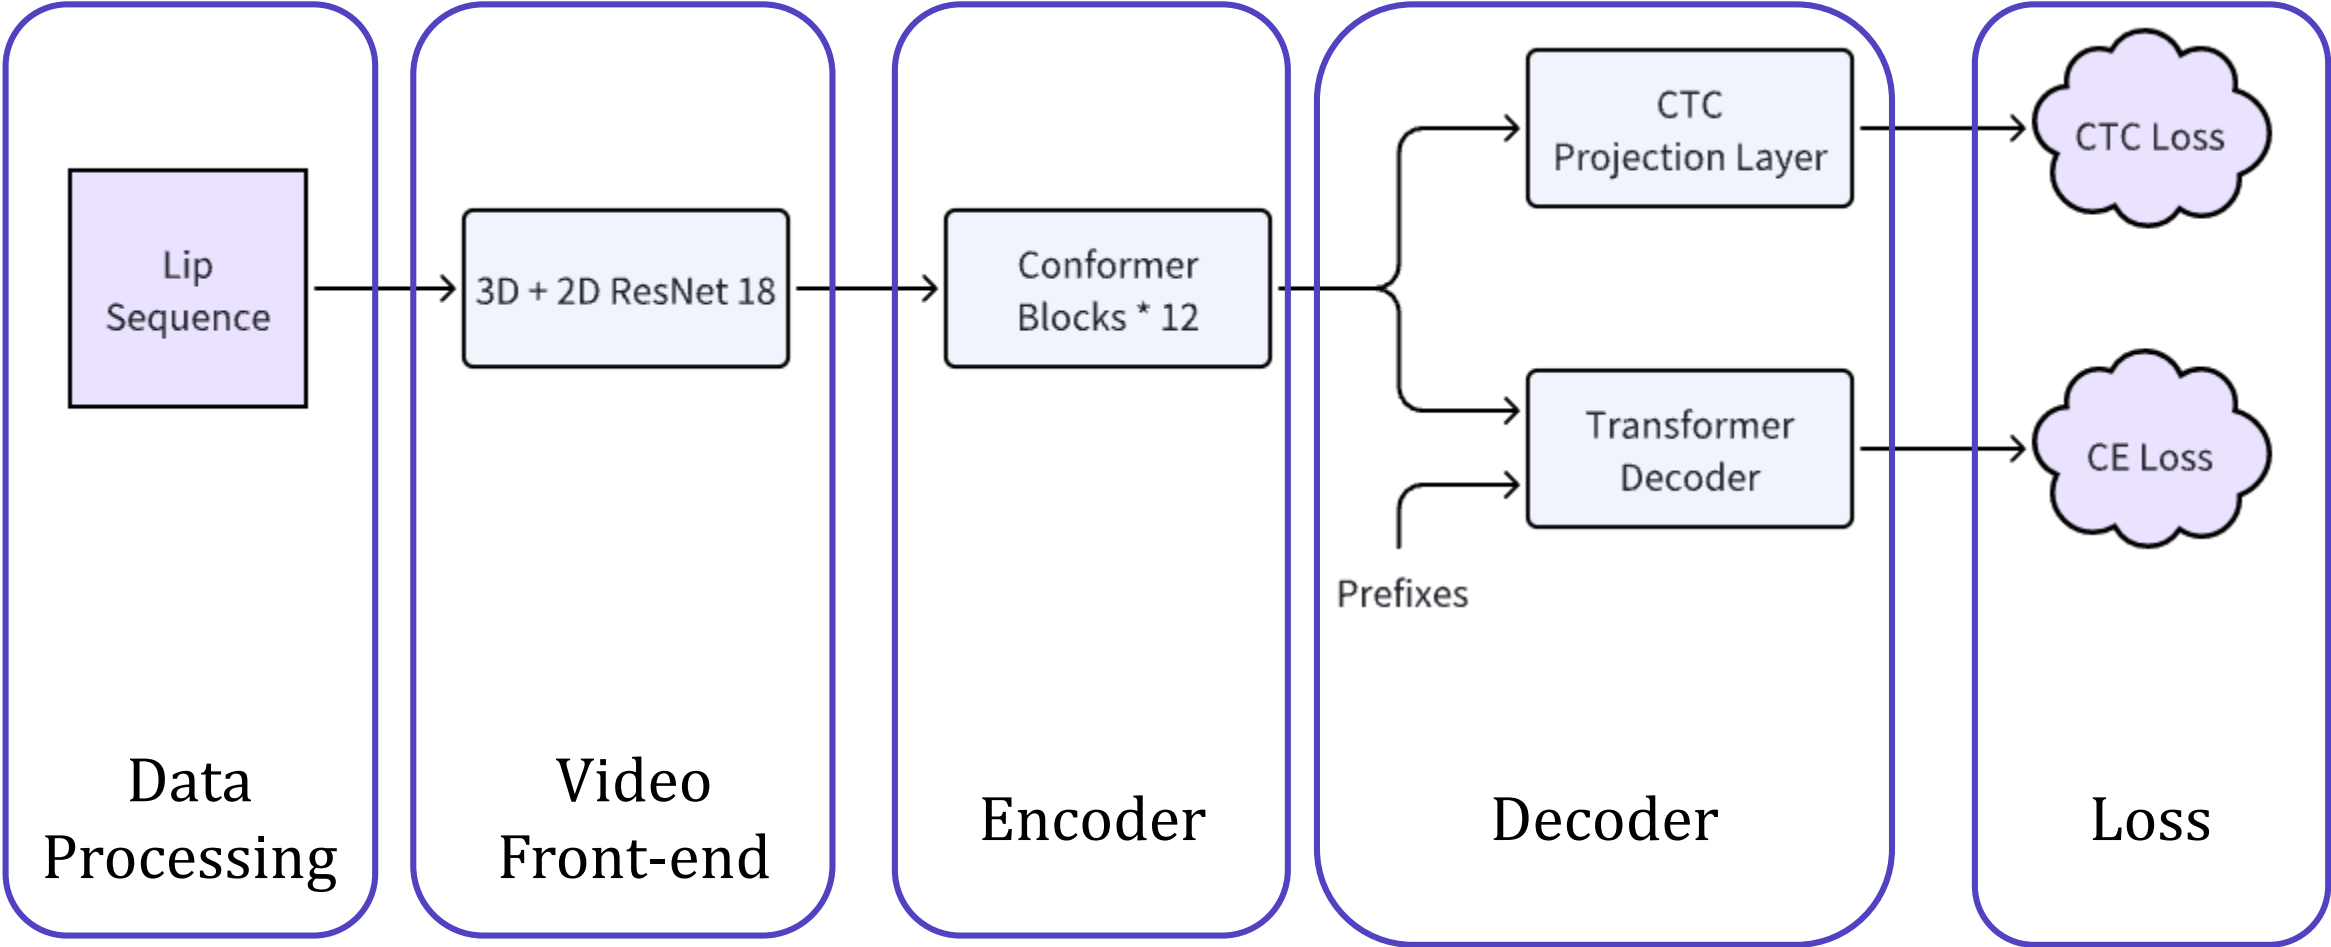 Lip
Sequence
3D + 2D ResNet 18
Conformer
Blocks * 12
CTC
Projection Layer
Transformer
Decoder
Prefixes
CTC Loss
CE Loss
Data
Processing
Video
Front-end
Encoder
Decoder
Loss